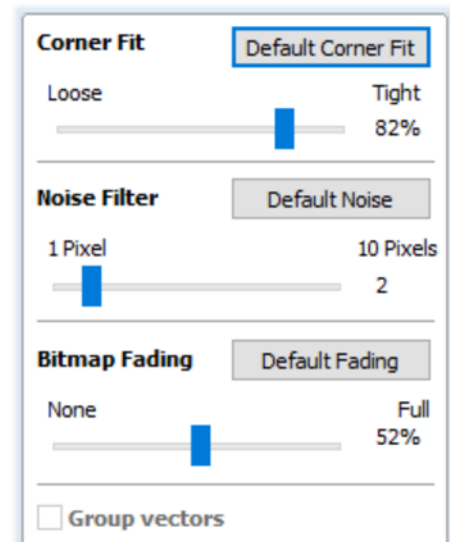 Corner Fit Default Corner Fit
Loose Tight
82%
Noise Filter Default Noise
1 Pixel 10 Pixels
2
Bitmap Fading Default Fading
None Full
52%
Group vectors